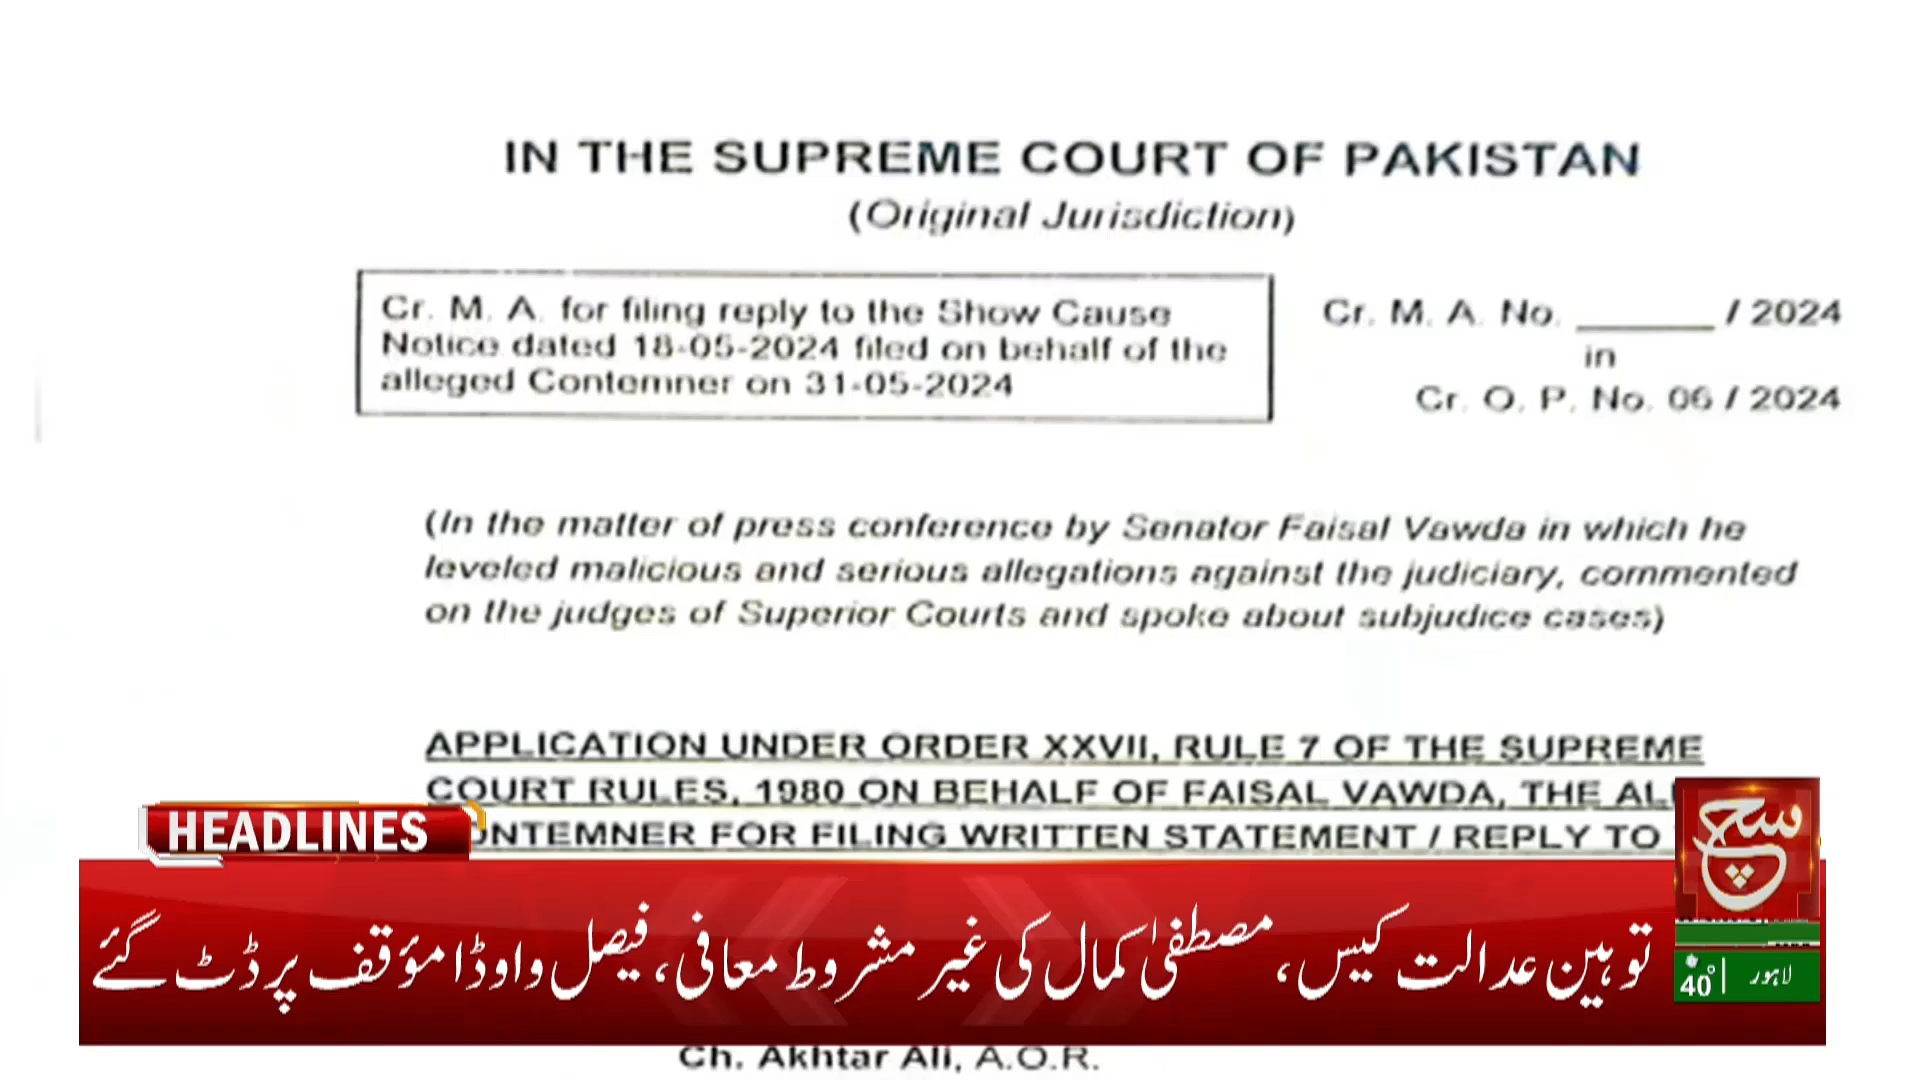 IN THE SUPREME COURT OF PAKISTAN
(Original Jurisdiction)
Cr. M. A. for filing reply to the Show Cause
Notice dated 18-05-2024 filed on behalf of the
alleged Contemner on 31-05-2024
Cr. M. A. No. ______ / 2024
in
Cr. O. P. No. 06 / 2024
(In the matter of press conference by Senator Faisal Vawda in which he
leveled malicious and serious allegations against the judiciary, commented
on the judges of Superior Courts and spoke about subjudice cases)
APPLICATION UNDER ORDER XXVII, RULE 7 OF THE SUPREME
COURT RULES, 1980 ON BEHALF OF FAISAL VAWDA, THE
FOR FILING WRITTEN STATEMENT / REPLY TO
HEADLINES
سچ
توہین عدالت کیس، مصطفیٰ کمال کی غیر مشروط معافی، فیصل واوڈا مؤقف پر ڈٹ گئے
لاہور 40°
Ch. Akhtar Ali, A.O.R.